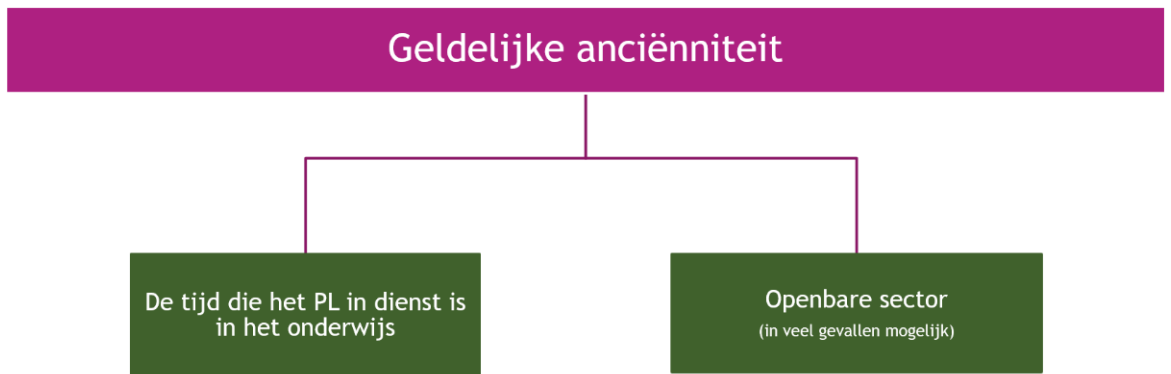 Geldelijke anciënniteit
De tijd die het PL in dienst is
in het onderwijs
Openbare sector
(in veel gevallen mogelijk)